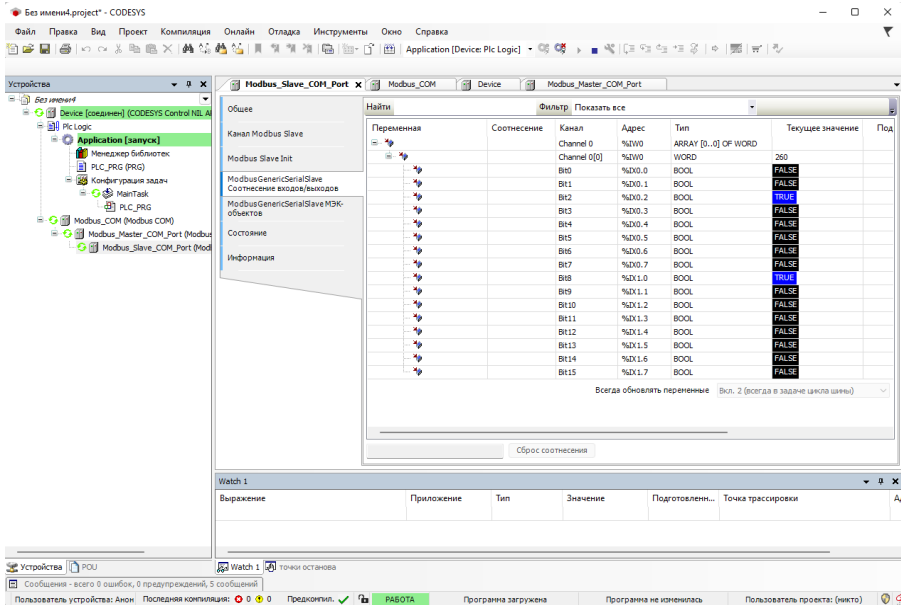 Без имени4.project* - CODESYS
Файл Правка Вид Проект Компиляция Онлайн Отладка Инструменты Окно Справка
Application [Device: Plc Logic]
Устройства
Без имени4
Device [соединен] (CODESYS Control NIL Al
Plc Logic
Application [запуск]
Менеджер библиотек
PLC_PRG (PRG)
Конфигурация задач
MainTask
PLC_PRG
Modbus_COM (Modbus COM)
Modbus_Master_COM_Port (Modbus
Modbus_Slave_COM_Port (Mod
Устройства POU
Modbus_Slave_COM_Port Modbus_COM Device Modbus_Master_COM_Port
Общее
Канал Modbus Slave
Modbus Slave Init
ModbusGenericSerialSlave
Соотнесение входов/выходов
ModbusGenericSerialSlave МЭК-
объектов
Состояние
Информация
Найти Фильтр Показать все
Переменная Соотнесение Канал Адрес Тип Текущее значение Под
Channel 0 %IW0 ARRAY [0..0] OF WORD
Channel 0[0] %IW0 WORD 260
Bit0 %IX0.0 BOOL FALSE
Bit1 %IX0.1 BOOL FALSE
Bit2 %IX0.2 BOOL TRUE
Bit3 %IX0.3 BOOL FALSE
Bit4 %IX0.4 BOOL FALSE
Bit5 %IX0.5 BOOL FALSE
Bit6 %IX0.6 BOOL FALSE
Bit7 %IX0.7 BOOL FALSE
Bit8 %IX1.0 BOOL TRUE
Bit9 %IX1.1 BOOL FALSE
Bit10 %IX1.2 BOOL FALSE
Bit11 %IX1.3 BOOL FALSE
Bit12 %IX1.4 BOOL FALSE
Bit13 %IX1.5 BOOL FALSE
Bit14 %IX1.6 BOOL FALSE
Bit15 %IX1.7 BOOL FALSE
Всегда обновлять переменные Вкл. 2 (всегда в задаче цикла шины)
Сброс соотнесения
Watch 1
Выражение Приложение Тип Значение Подготовленн... Точка трассировки А
Watch 1 точки останова
Сообщения - всего 0 ошибок, 0 предупреждений, 5 сообщений
Пользователь устройства: Анон Последняя компиляция: 0 0 Предкомпил. РАБОТА Программа загружена Программа не изменилась Пользователь проекта: (никто)